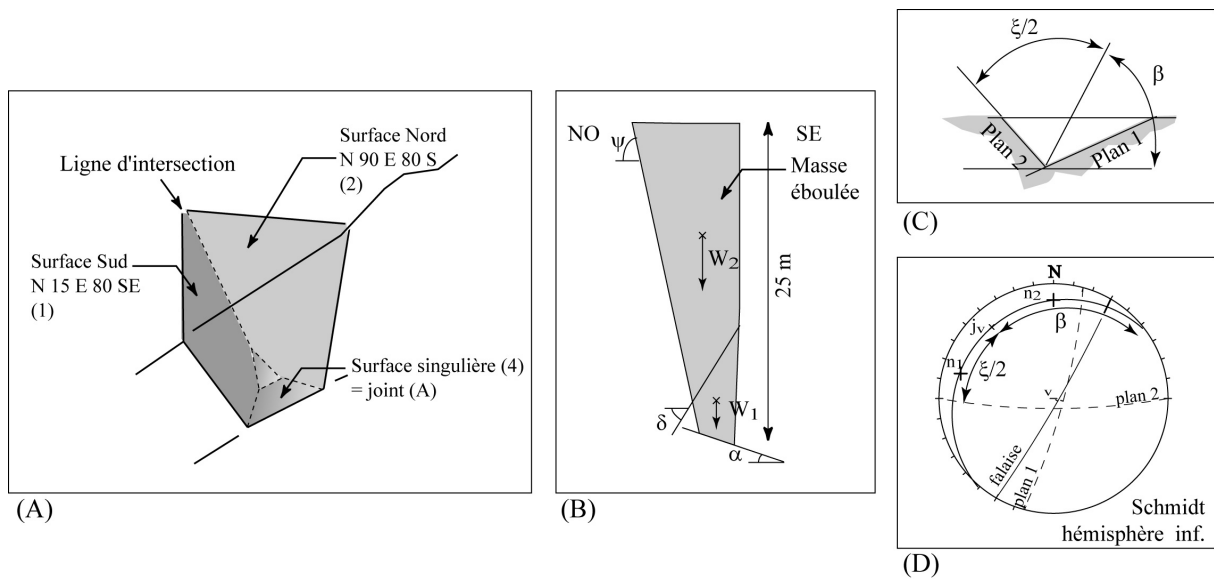 Ligne d'intersection
Surface Nord
N 90 E 80 S
(2)
Surface Sud
N 15 E 80 SE
(1)
Surface singulière (4)
= joint (A)
(A)
NO
SE
ψ
Masse
éboulée
W2
25 m
W1
δ
α
(B)
ξ/2
β
Plan 2
Plan 1
(C)
N
n2
jv
β
n1
ξ/2
v
plan 2
falaise
plan 1
Schmidt
hémisphère inf.
(D)